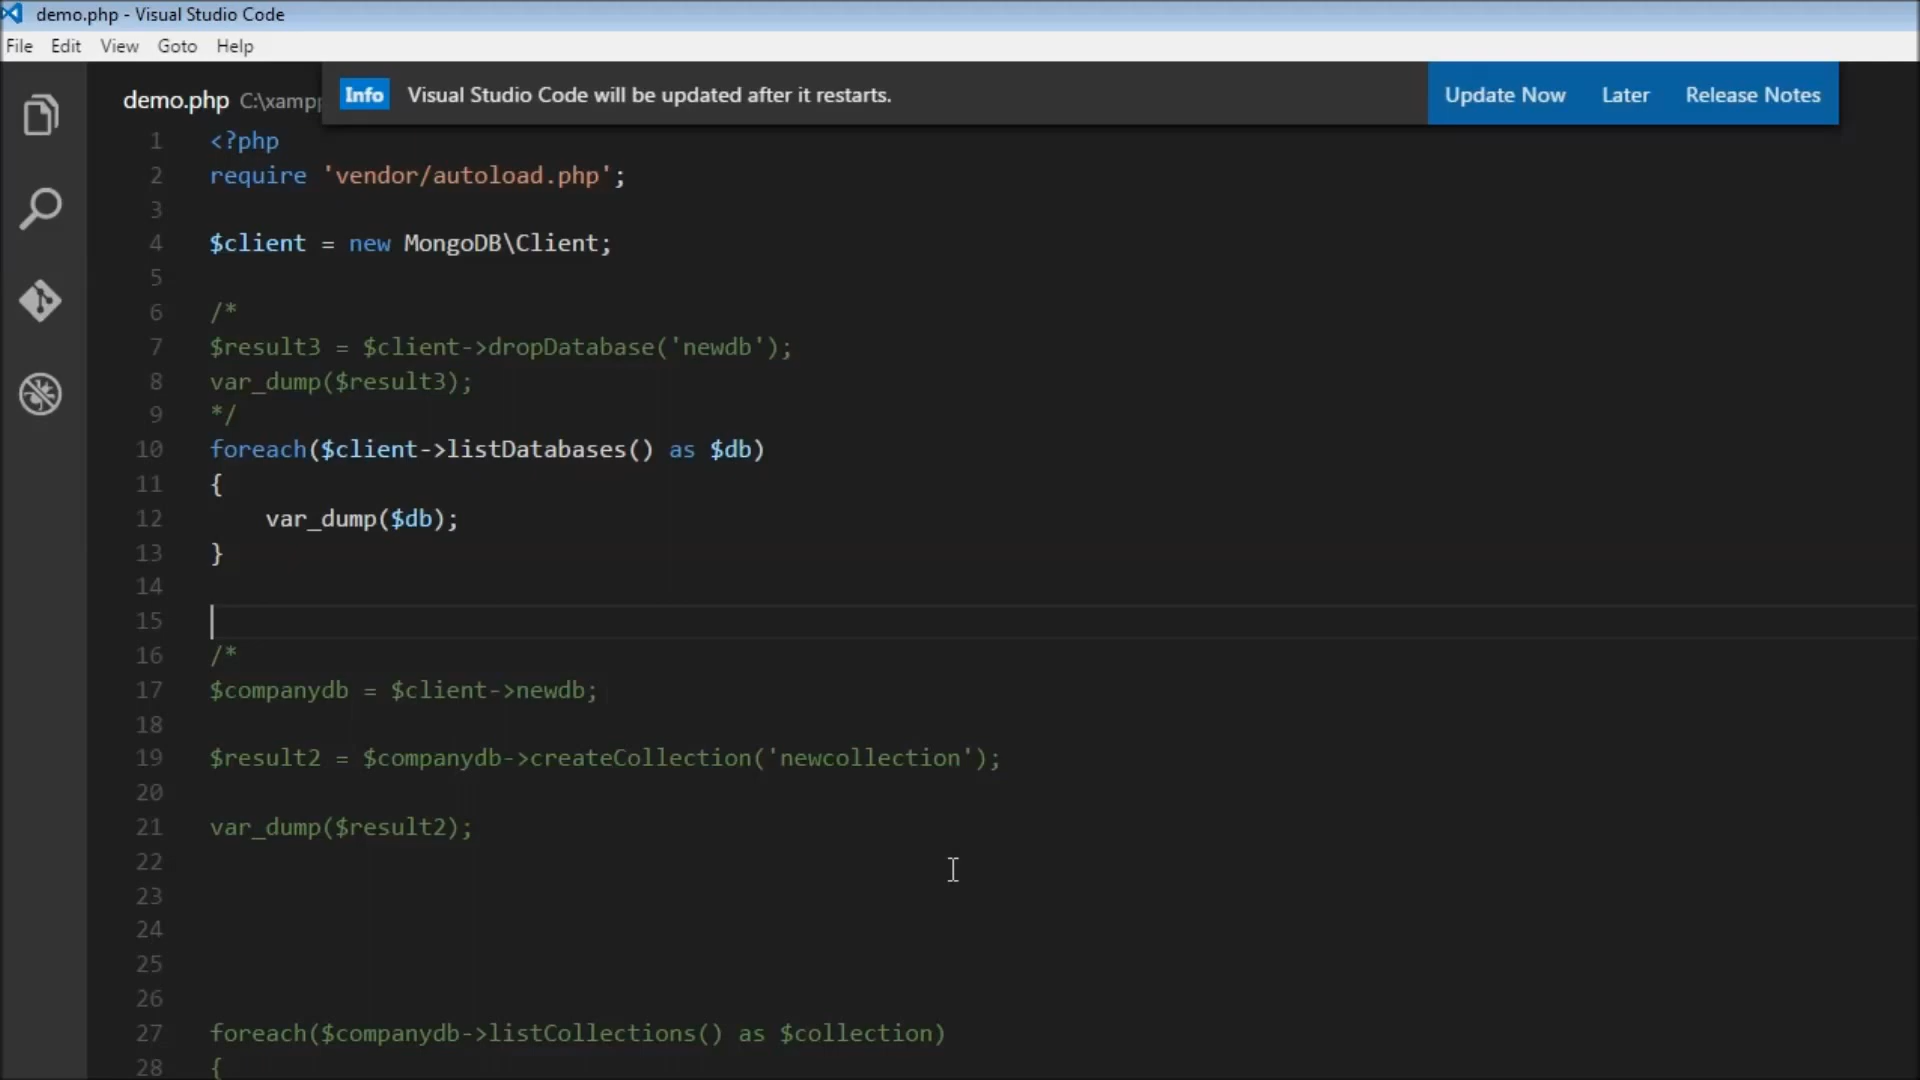 demo.php - Visual Studio Code
File Edit View Goto Help
demo.php C:\xampp
Info Visual Studio Code will be updated after it restarts. Update Now Later Release Notes
1 <?php
2 require 'vendor/autoload.php';
3
4 $client = new MongoDB\Client;
5
6 /*
7 $result3 = $client->dropDatabase('newdb');
8 var_dump($result3);
9 */
10 foreach($client->listDatabases() as $db)
11 {
12     var_dump($db);
13 }
14
15
16 /*
17 $companydb = $client->newdb;
18
19 $result2 = $companydb->createCollection('newcollection');
20
21 var_dump($result2);
22
23
24
25
26
27 foreach($companydb->listCollections() as $collection)
28 {